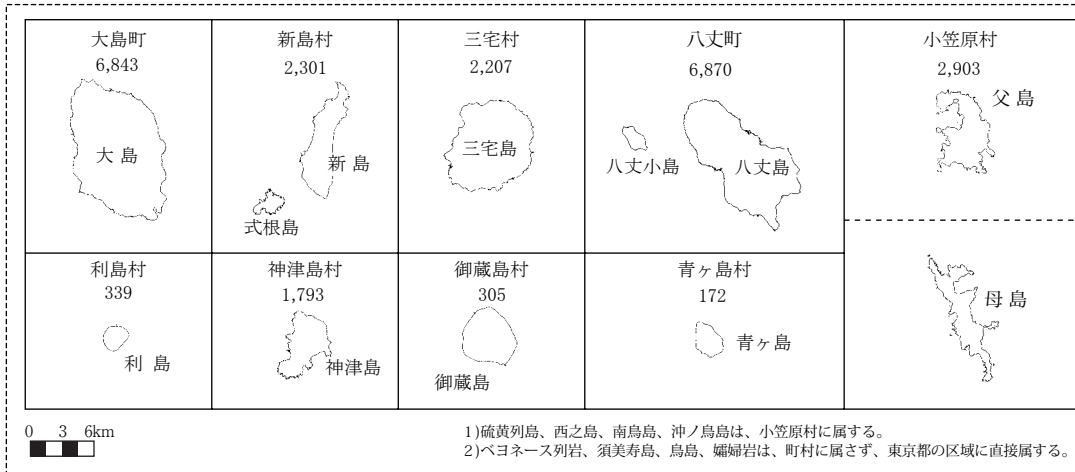 大島町
6,843
大島
新島村
2,301
新島
式根島
三宅村
2,207
三宅島
八丈町
6,870
八丈小島
八丈島
小笠原村
2,903
父島
母島
利島村
339
利島
神津島村
1,793
神津島
御蔵島村
305
御蔵島
青ヶ島村
172
青ヶ島
0 3 6km
1)硫黄列島、西之島、南鳥島、沖ノ鳥島は、小笠原村に属する。
2)ベヨネース列岩、須美寿島、鳥島、孀婦岩は、町村に属さず、東京都の区域に直接属する。